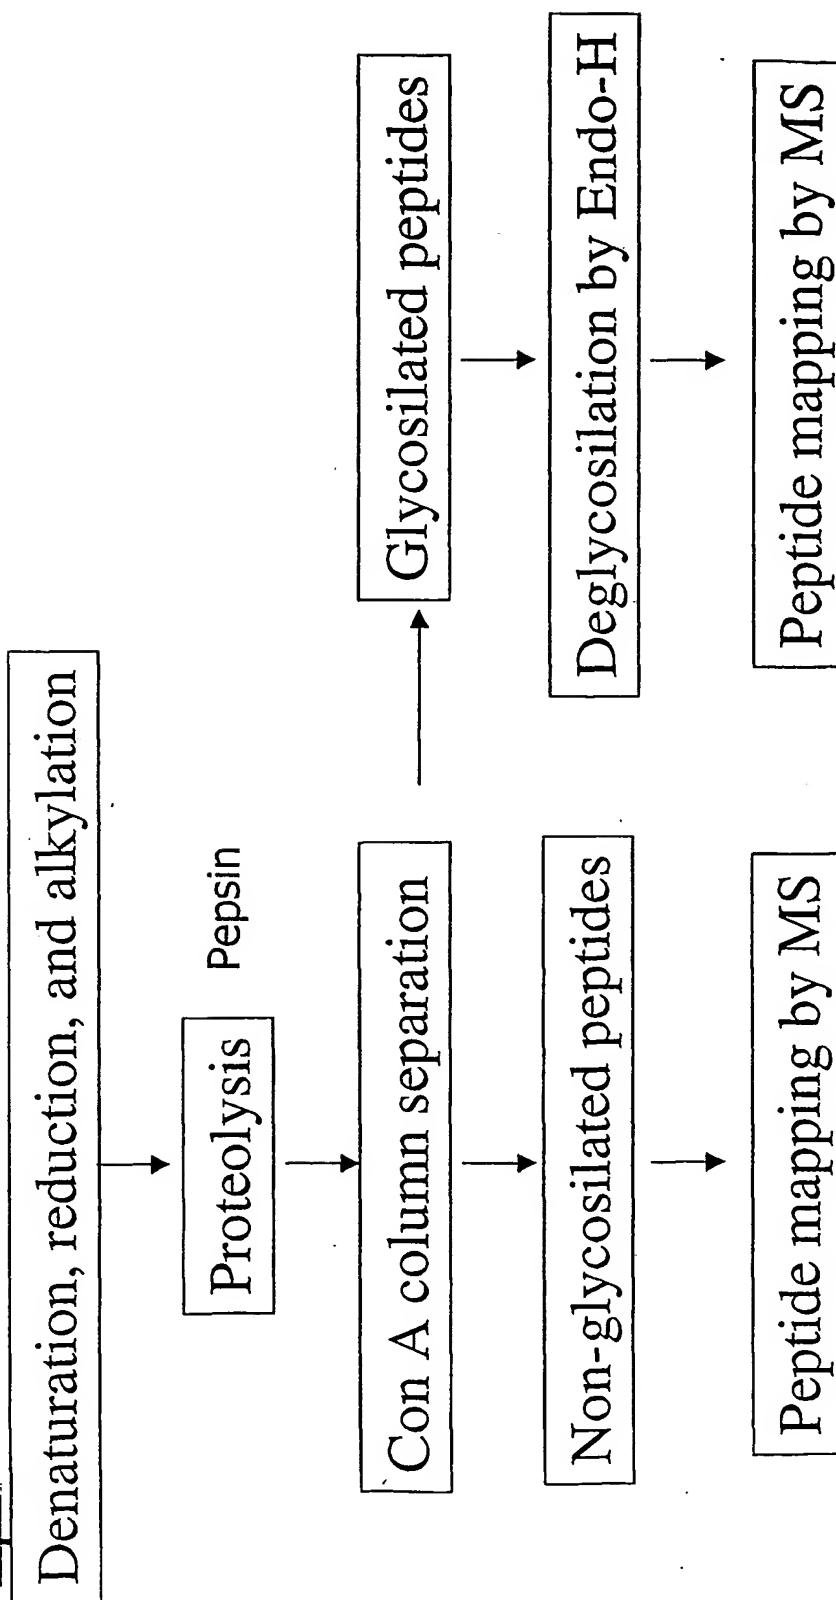 Denaturation, reduction, and alkylation
Proteolysis
Pepsin
Con A column separation
Glycosilated peptides
Non-glycosilated peptides
Deglycosilation by Endo-H
Peptide mapping by MS
Peptide mapping by MS